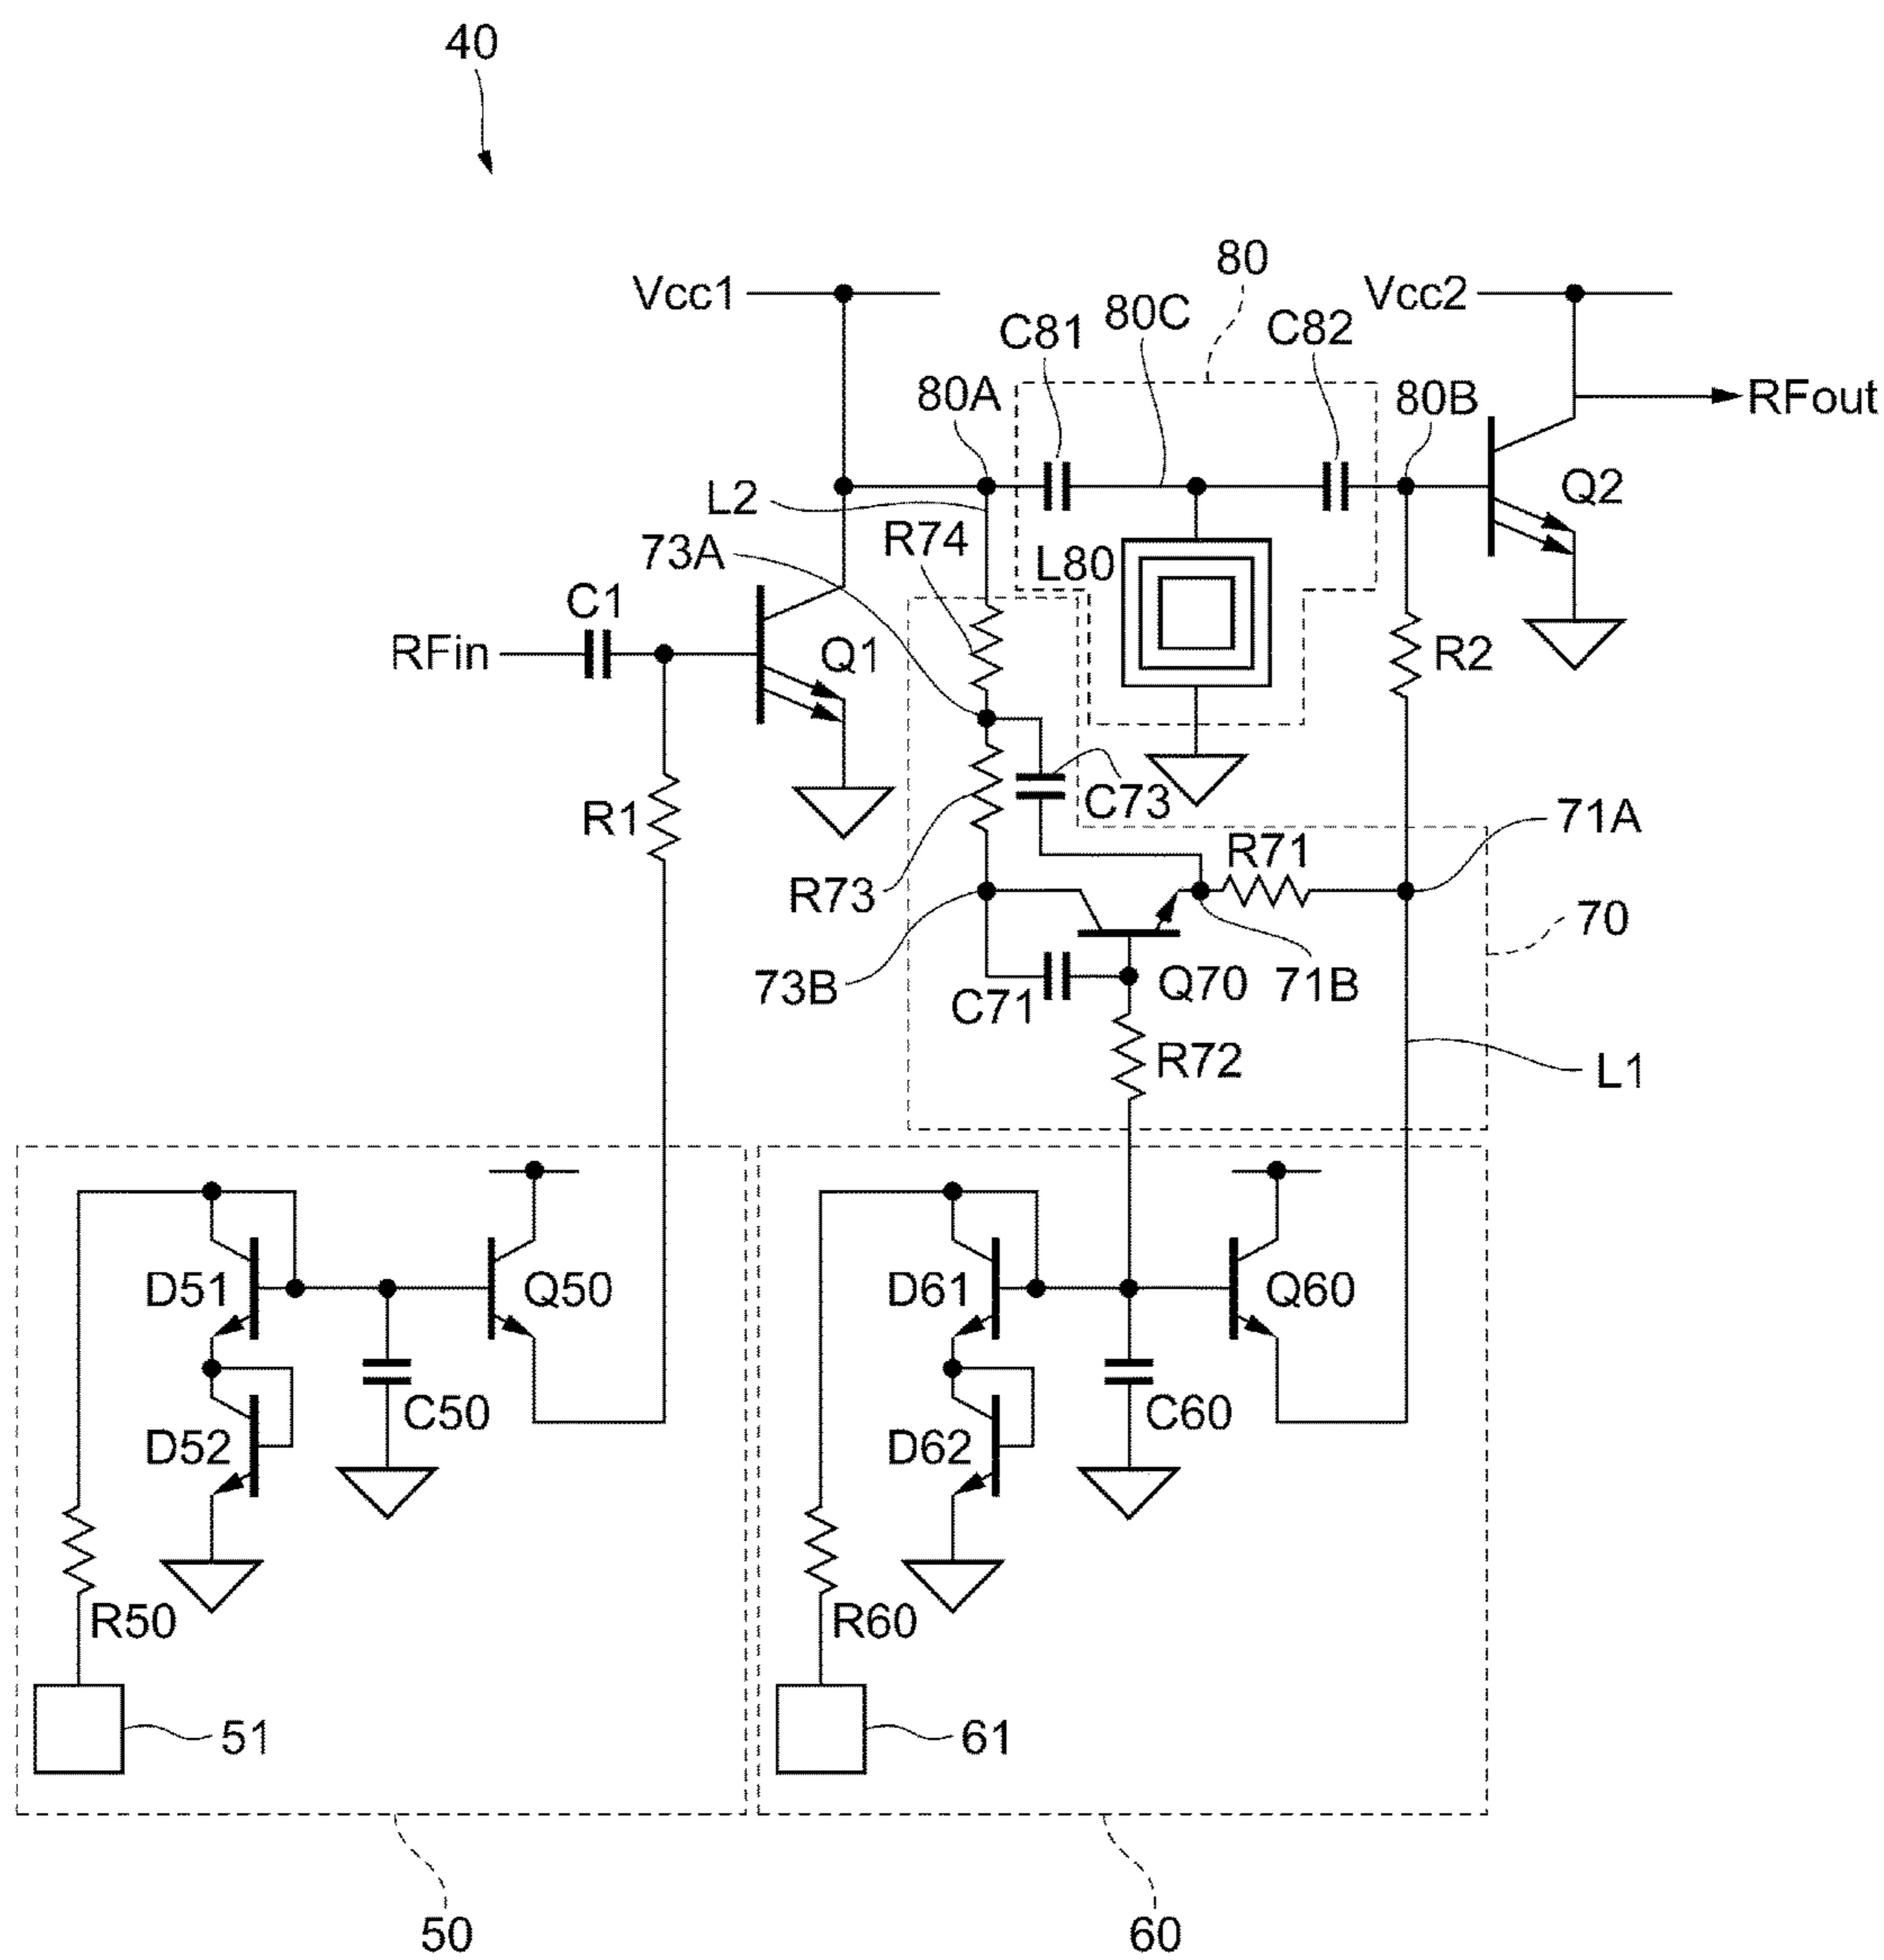 40
80
Vcc1
Vcc2
C81
80C
C82
80A
80B
RFout
L2
R74
Q2
73A
L80
C1
RFin
Q1
R2
R1
C73
71A
R71
R73
70
73B
C71
Q70
71B
R72
L1
D51
Q50
D61
Q60
C50
C60
D52
D62
R50
R60
51
61
50
60